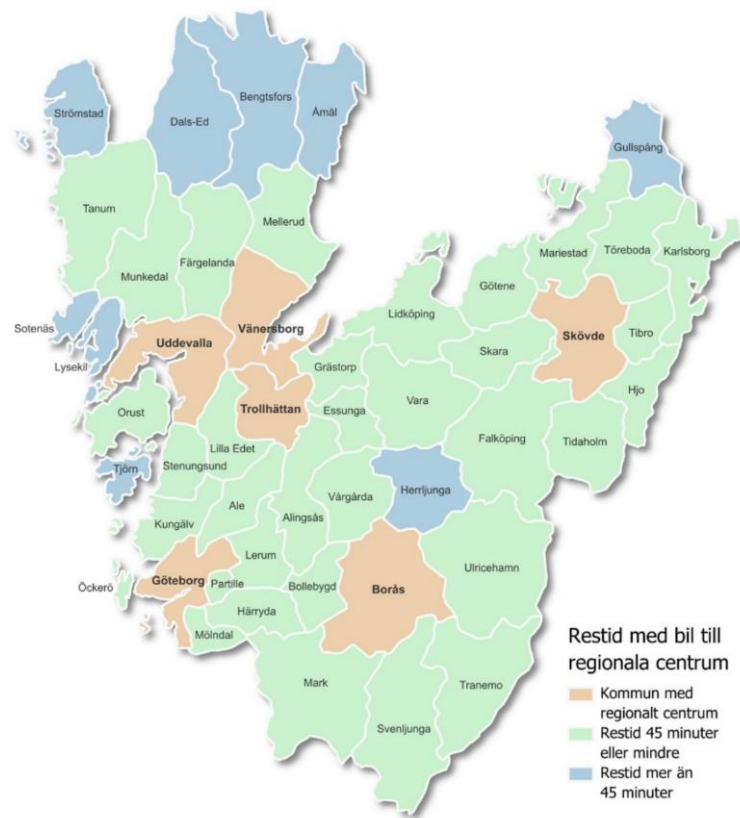 Strömstad
Dals-Ed
Bengtsfors
Åmål
Gullspång
Tanum
Mellerud
Färgelanda
Munkedal
Mariestad
Töreboda
Karlsborg
Götene
Sotenäs
Lysekil
Uddevalla
Vänersborg
Lidköping
Skövde
Skara
Tibro
Grästorp
Hjo
Orust
Trollhättan
Essunga
Vara
Falköping
Tidaholm
Lilla Edet
Stenungsund
Tjörn
Ale
Vårgårda
Herrljunga
Kungälv
Alingsås
Lerum
Ulricehamn
Öckerö
Göteborg
Partille
Bollebygd
Borås
Härryda
Mölndal
Mark
Tranemo
Svenljunga
Restid med bil till
regionala centrum
Kommun med
regionalt centrum
Restid 45 minuter
eller mindre
Restid mer än
45 minuter